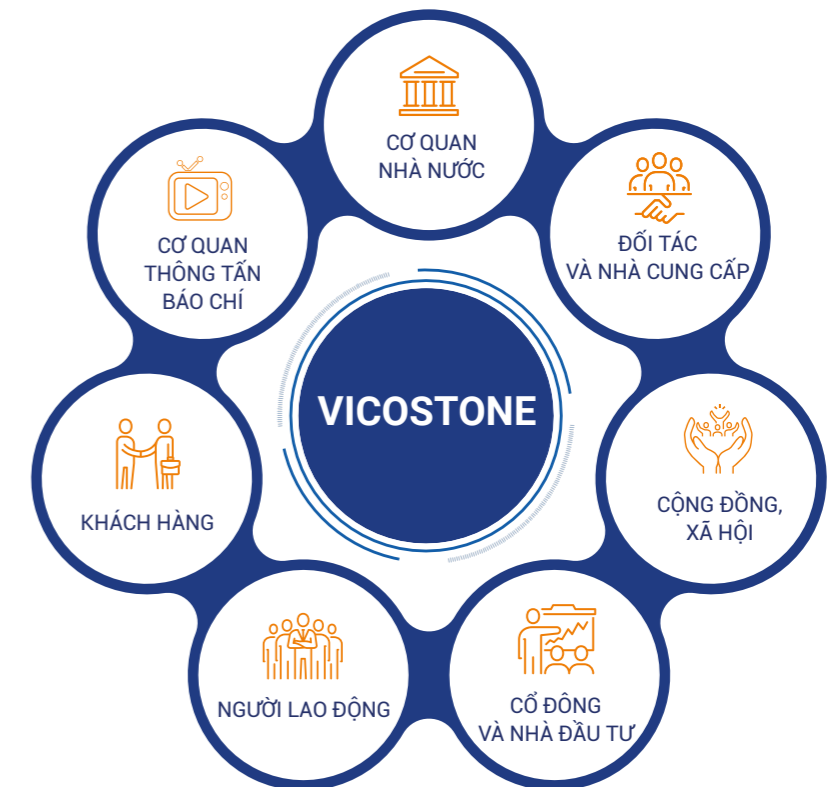 CƠ QUAN
NHÀ NƯỚC
ĐỐI TÁC
VÀ NHÀ CUNG CẤP
CƠ QUAN
THÔNG TẤN
BÁO CHÍ
VICOSTONE
CỘNG ĐỒNG,
XÃ HỘI
KHÁCH HÀNG
NGƯỜI LAO ĐỘNG
CỔ ĐÔNG
VÀ NHÀ ĐẦU TƯ